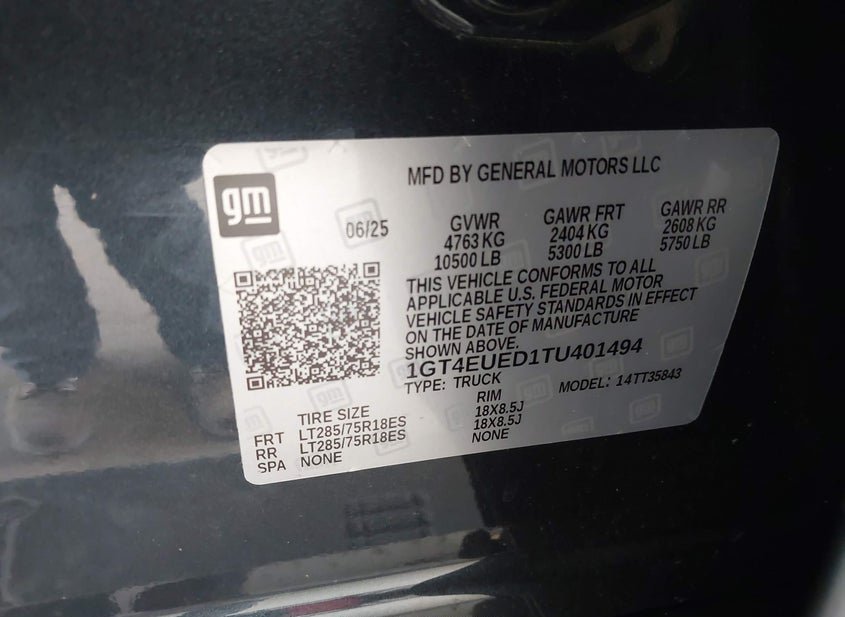 gm
MFD BY GENERAL MOTORS LLC
06/25
GVWR
4763 KG
10500 LB
GAWR FRT
2404 KG
5300 LB
GAWR RR
2608 KG
5750 LB
THIS VEHICLE CONFORMS TO ALL
APPLICABLE U.S. FEDERAL MOTOR
VEHICLE SAFETY STANDARDS IN EFFECT
ON THE DATE OF MANUFACTURE
SHOWN ABOVE.
1GT4EUED1TU401494
TYPE: TRUCK
MODEL: 14TT35843
TIRE SIZE RIM
FRT LT285/75R18ES 18X8.5J
RR LT285/75R18ES 18X8.5J
SPA NONE NONE